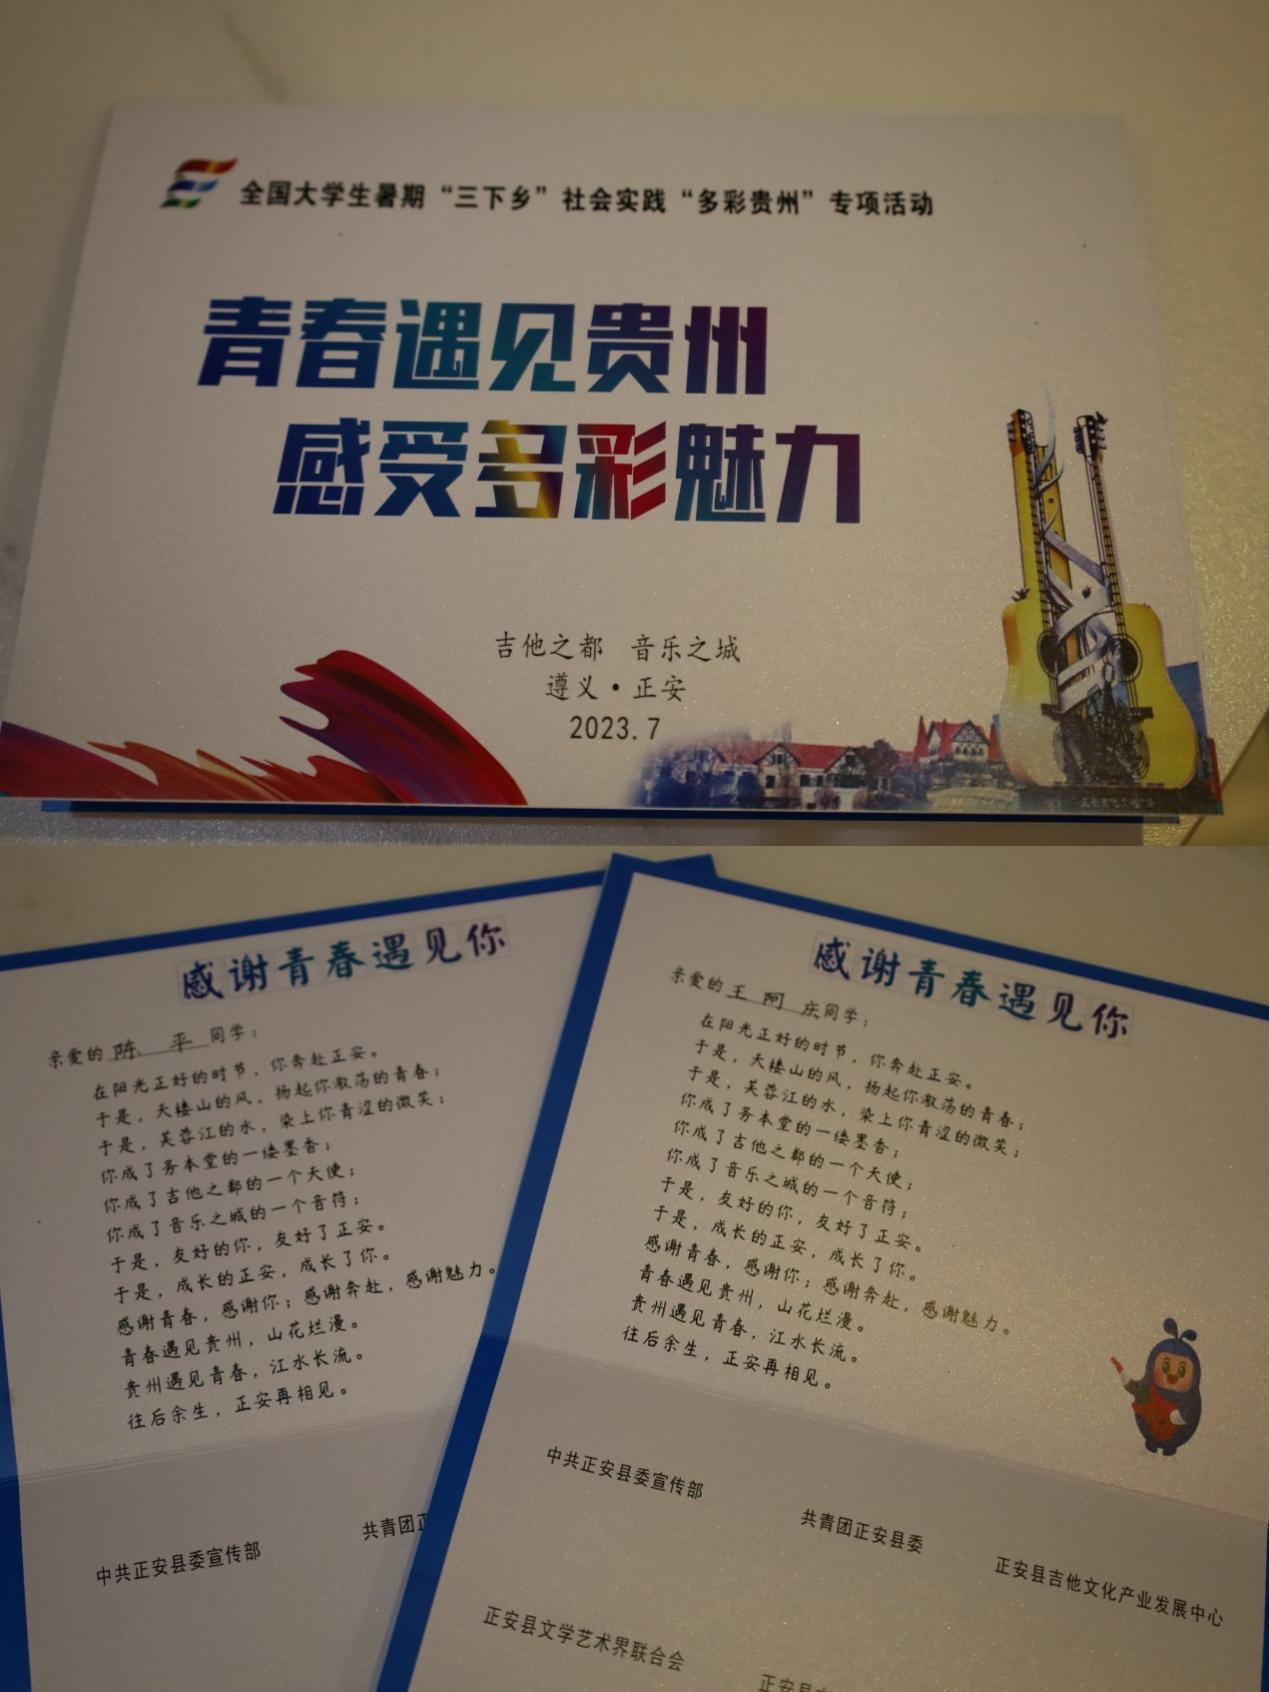 全国大学生暑期“三下乡”社会实践“多彩贵州”专项活动
青春遇见贵州
感受多彩魅力
吉他之都 音乐之城
遵义·正安
2023.7
感谢青春遇见你
亲爱的 陈 平 同学：
在阳光正好的时节，你奔赴正安。
于是，天楼山的风，扬起你激荡的青春；
于是，芙蓉江的水，染上你青涩的微笑；
你成了务本堂的一缕墨香；
你成了吉他之都的一个天使；
你成了音乐之城的一个音符；
于是，友好的你，友好了正安。
于是，成长的正安，成长了你。
感谢青春，感谢你；感谢奔赴，感谢魅力。
青春遇见贵州，山花烂漫。
贵州遇见青春，江水长流。
往后余生，正安再相见。
中共正安县委宣传部
共青团正
感谢青春遇见你
亲爱的 王 阿 庆 同学：
在阳光正好的时节，你奔赴正安。
于是，天楼山的风，扬起你激荡的青春；
于是，芙蓉江的水，染上你青涩的微笑；
你成了务本堂的一缕墨香；
你成了吉他之都的一个天使；
你成了音乐之城的一个音符；
于是，友好的你，友好了正安。
于是，成长的正安，成长了你。
感谢青春，感谢你；感谢奔赴，感谢魅力。
青春遇见贵州，山花烂漫。
贵州遇见青春，江水长流。
往后余生，正安再相见。
中共正安县委宣传部
共青团正安县委
正安县吉他文化产业发展中心
正安县文学艺术界联合会
正安县